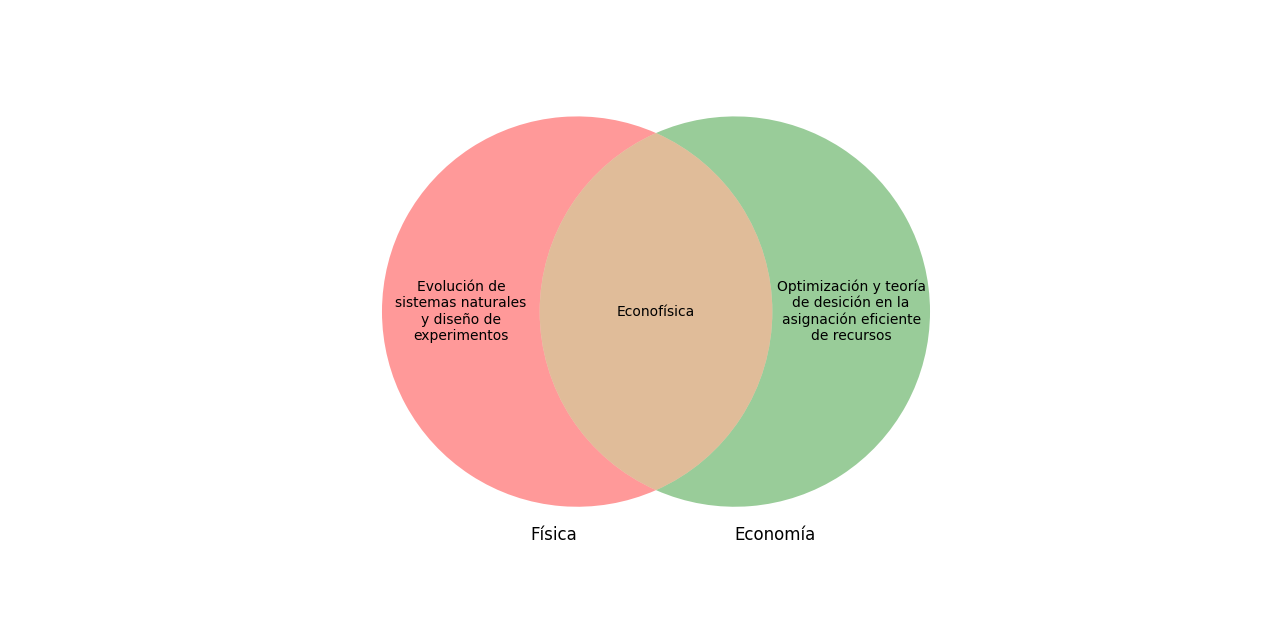 Evolución de
sistemas naturales
y diseño de
experimentos
Econofísica
Optimización y teoría
de desición en la
asignación eficiente
de recursos
Física
Economía